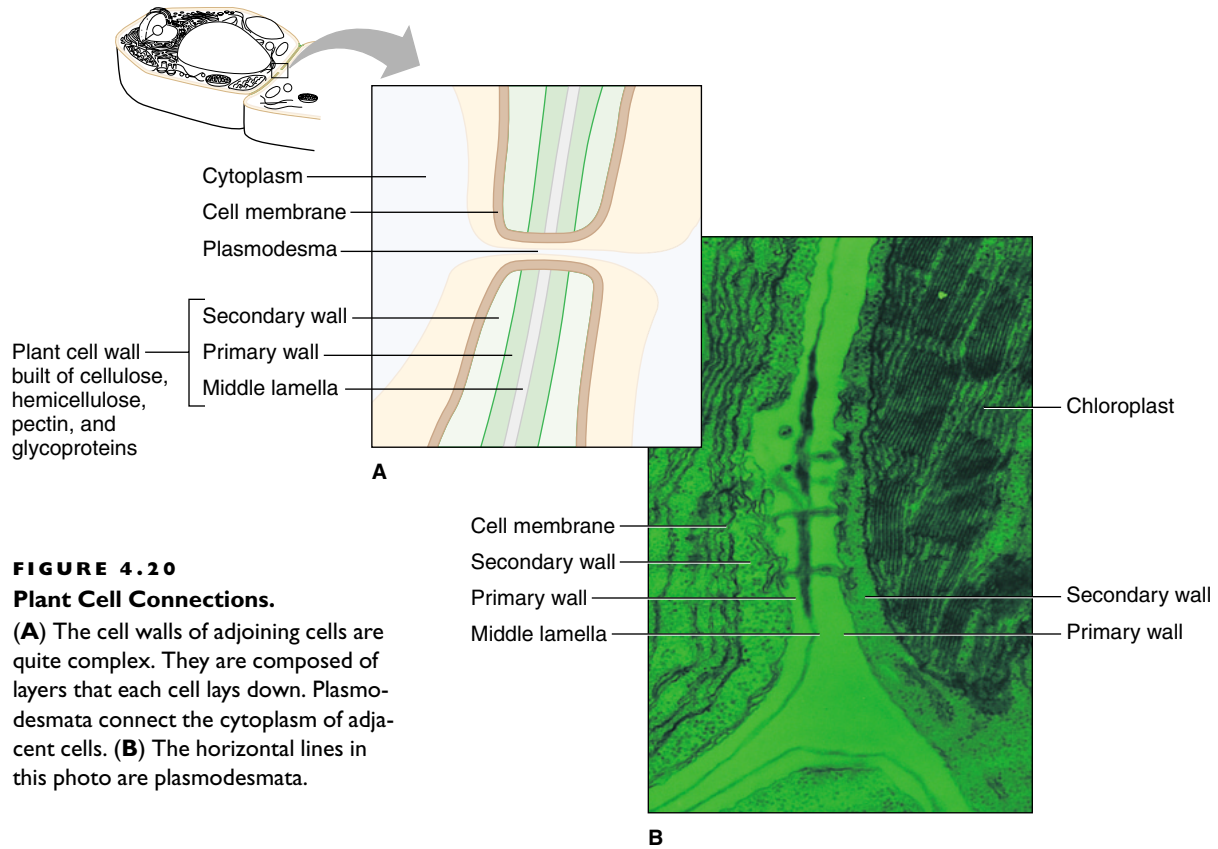 Cytoplasm
Cell membrane
Plasmodesma
Secondary wall
Primary wall
Middle lamella
Plant cell wall
built of cellulose,
hemicellulose,
pectin, and
glycoproteins
A
Chloroplast
Cell membrane
Secondary wall
Primary wall
Middle lamella
Secondary wall
Primary wall
B
FIGURE 4.20
Plant Cell Connections.
(A) The cell walls of adjoining cells are
quite complex. They are composed of
layers that each cell lays down. Plasmo-
desmata connect the cytoplasm of adja-
cent cells. (B) The horizontal lines in
this photo are plasmodesmata.